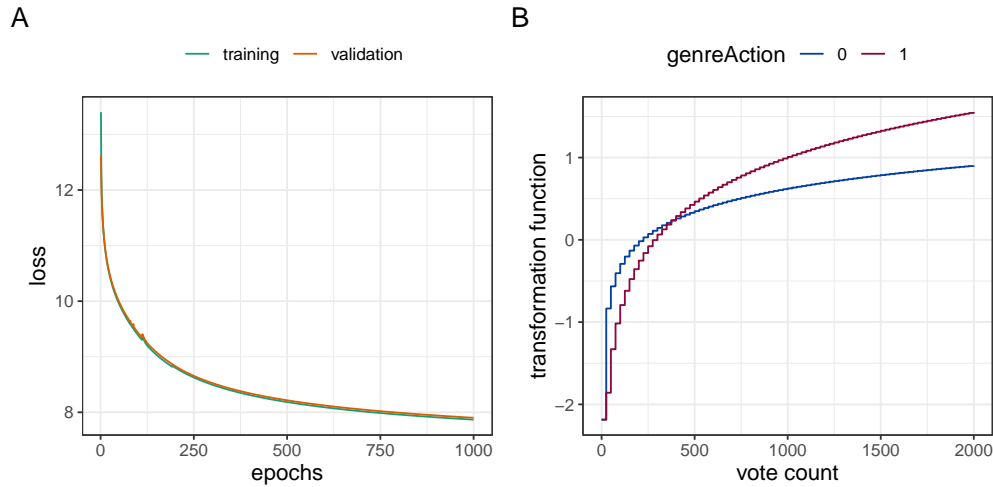 A
training validation
loss
12
10
8
0 250 500 750 1000
epochs
B
genreAction 0 1
transformation function
1
0
−1
−2
0 500 1000 1500 2000
vote count